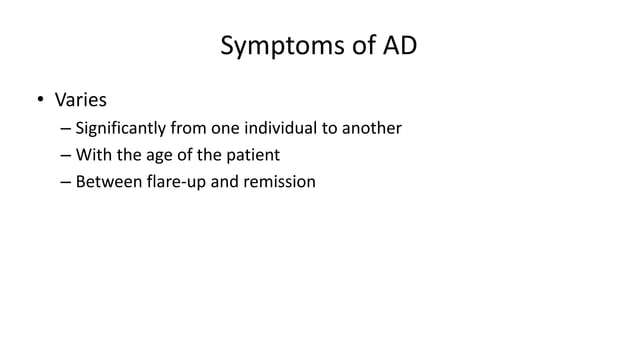 Symptoms of AD
• Varies
– Significantly from one individual to another
– With the age of the patient
– Between flare-up and remission